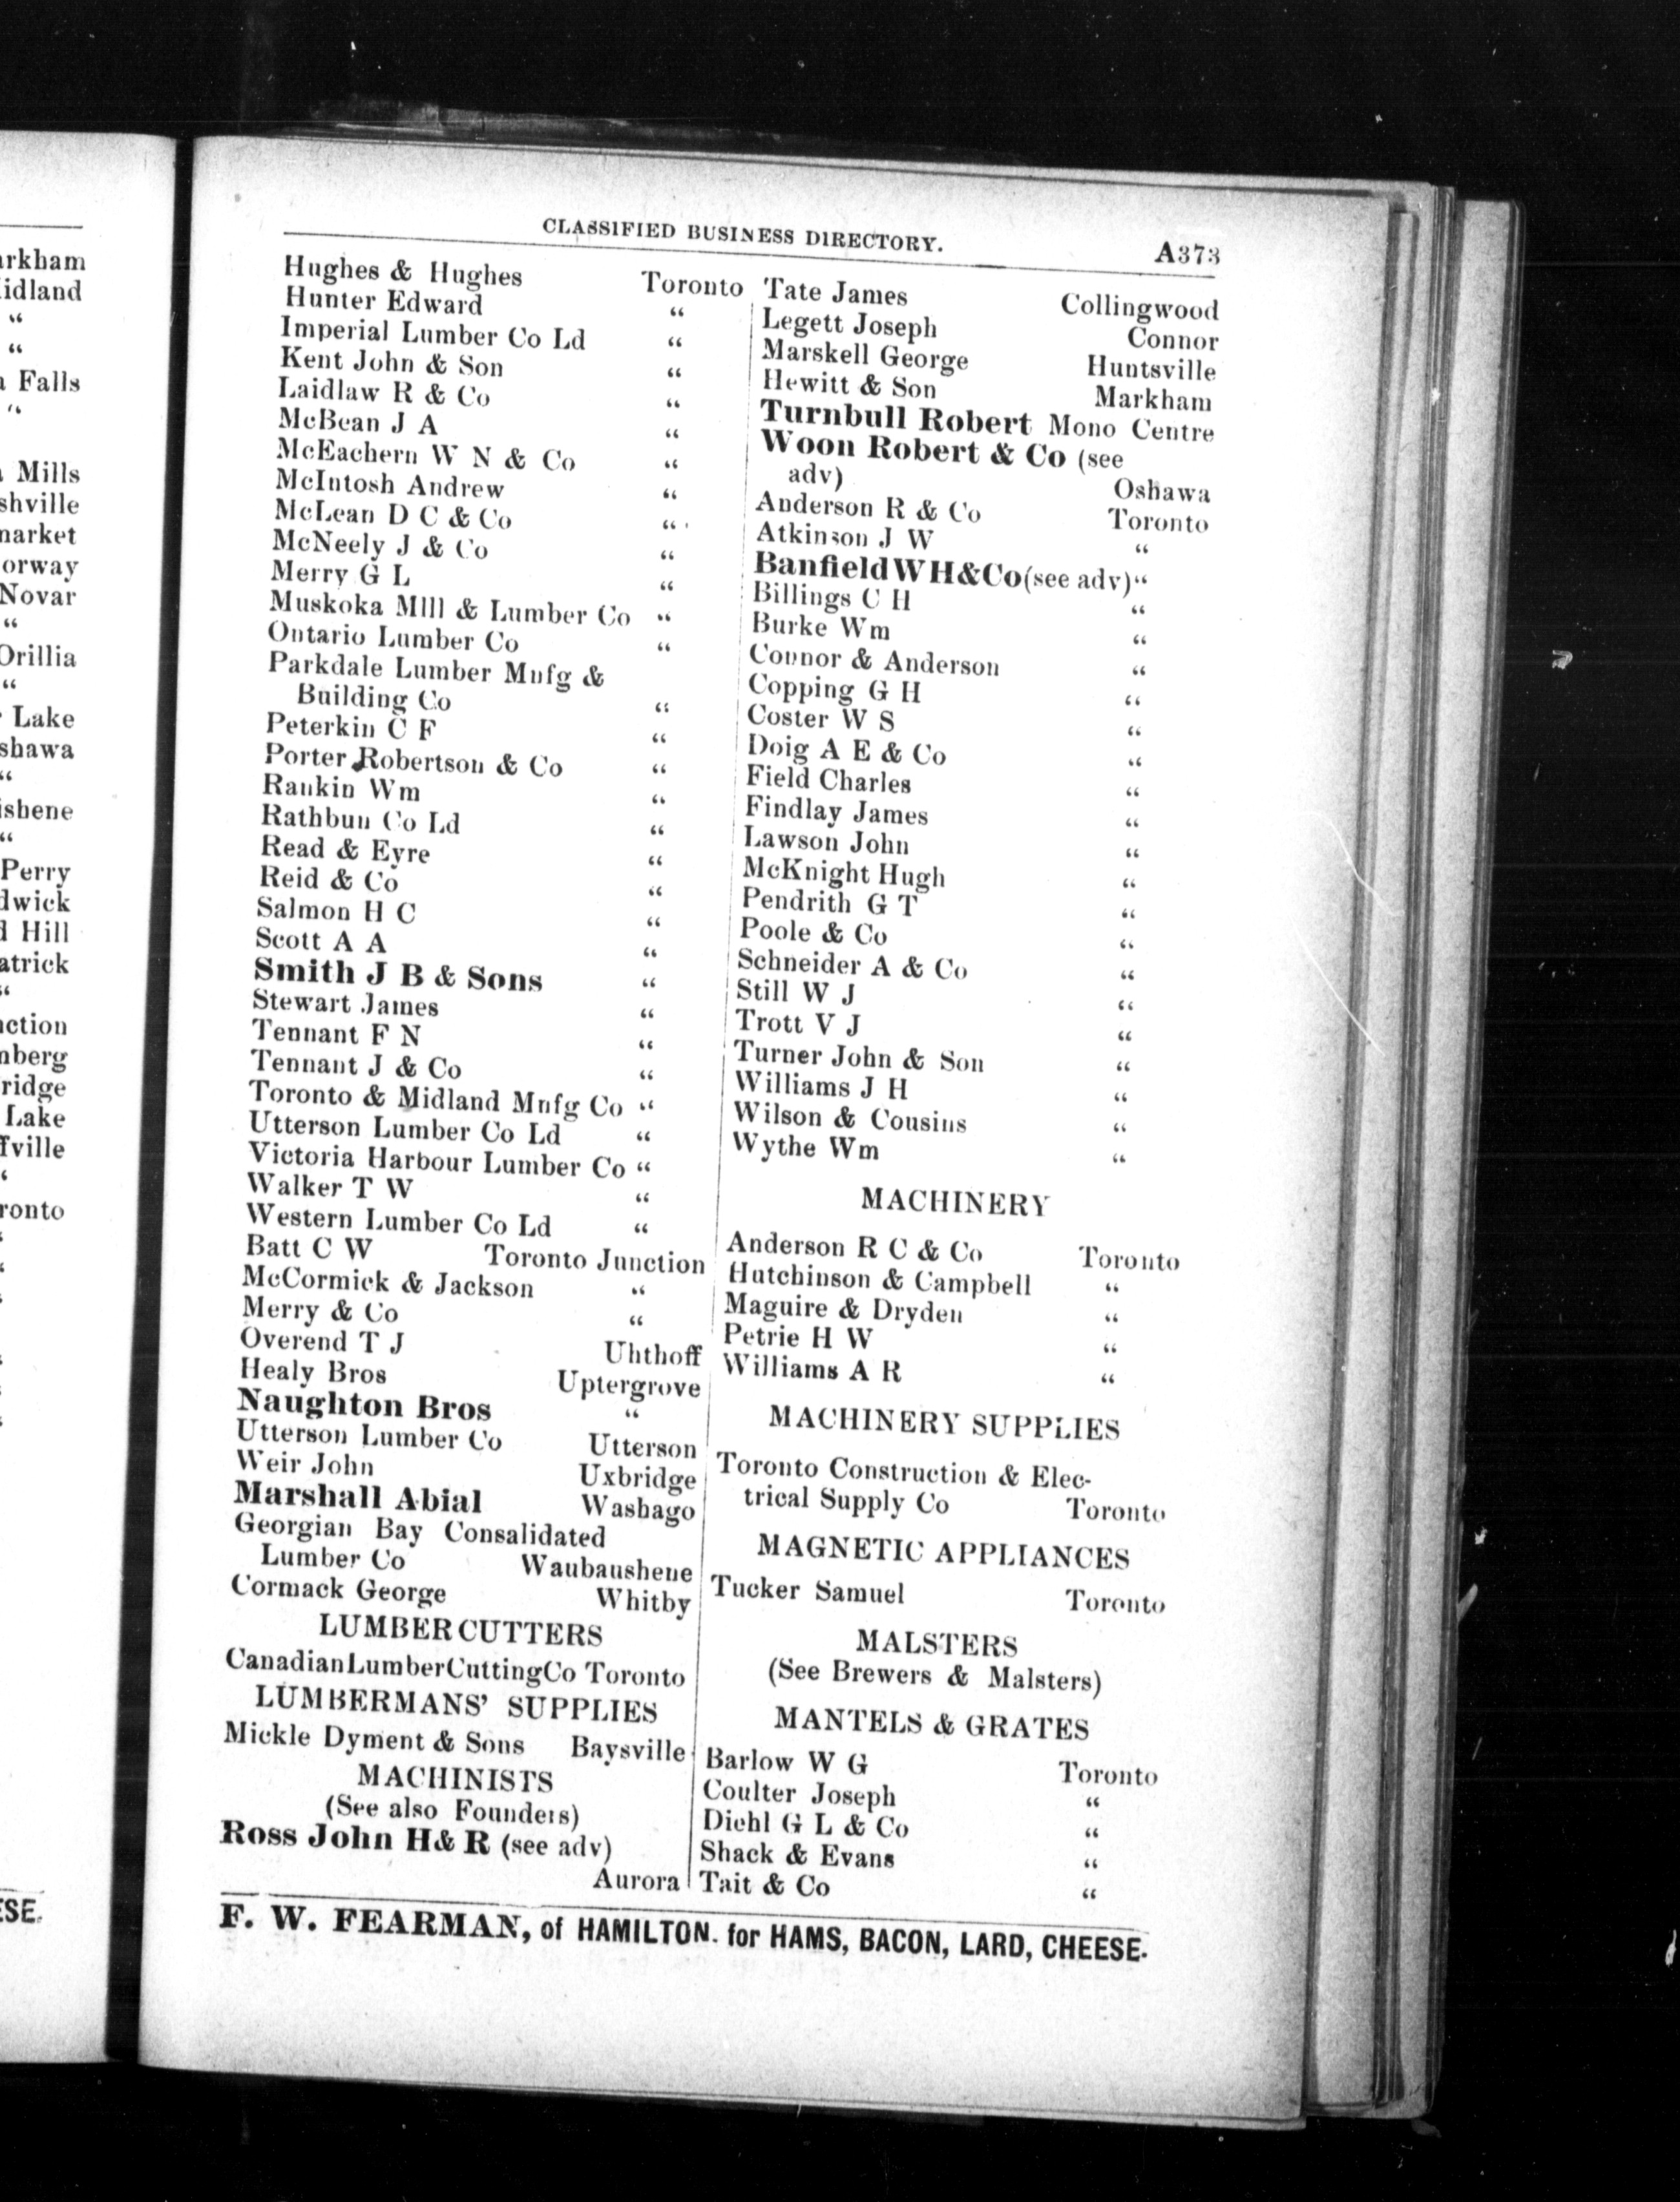 CLASSIFIED BUSINESS DIRECTORY. A373
Hughes & Hughes Toronto
Hunter Edward "
Imperial Lumber Co Ld "
Kent John & Son "
Laidlaw R & Co "
McBean J A "
McEachern W N & Co "
McIntosh Andrew "
McLean D C & Co "
McNeely J & Co "
Merry G L "
Muskoka Mlll & Lumber Co "
Ontario Lumber Co "
Parkdale Lumber Mnfg &
Building Co "
Peterkin C F "
Porter Robertson & Co "
Rankin Wm "
Rathbun Co Ld "
Read & Eyre "
Reid & Co "
Salmon H C "
Scott A A "
Smith J B & Sons "
Stewart James "
Tennant F N "
Tennant J & Co "
Toronto & Midland Mnfg Co "
Utterson Lumber Co Ld "
Victoria Harbour Lumber Co "
Walker T W "
Western Lumber Co Ld "
Batt C W Toronto Junction
McCormick & Jackson "
Merry & Co "
Overend T J Uhthoff
Healy Bros Uptergrove
Naughton Bros "
Utterson Lumber Co Utterson
Weir John Uxbridge
Marshall Abial Washago
Georgian Bay Consalidated
Lumber Co Waubaushene
Cormack George Whitby
LUMBER CUTTERS
Canadian Lumber Cutting Co Toronto
LUMBERMANS' SUPPLIES
Mickle Dyment & Sons Baysville
MACHINISTS
(See also Founders)
Ross John H & R (see adv)
Aurora
Tate James Collingwood
Legett Joseph Connor
Marskell George Huntsville
Hewitt & Son Markham
Turnbull Robert Mono Centre
Woon Robert & Co (see
adv) Oshawa
Anderson R & Co Toronto
Atkinson J W "
Banfield W H & Co (see adv) "
Billings C H "
Burke Wm "
Connor & Anderson "
Copping G H "
Coster W S "
Doig A E & Co "
Field Charles "
Findlay James "
Lawson John "
McKnight Hugh "
Pendrith G T "
Poole & Co "
Schneider A & Co "
Still W J "
Trott V J "
Turner John & Son "
Williams J H "
Wilson & Cousins "
Wythe Wm "
MACHINERY
Anderson R C & Co Toronto
Hutchinson & Campbell "
Maguire & Dryden "
Petrie H W "
Williams A R "
MACHINERY SUPPLIES
Toronto Construction & Elec-
trical Supply Co Toronto
MAGNETIC APPLIANCES
Tucker Samuel Toronto
MALSTERS
(See Brewers & Malsters)
MANTELS & GRATES
Barlow W G Toronto
Coulter Joseph "
Diehl G L & Co "
Shack & Evans "
Tait & Co "
F. W. FEARMAN, of HAMILTON. for HAMS, BACON, LARD, CHEESE.